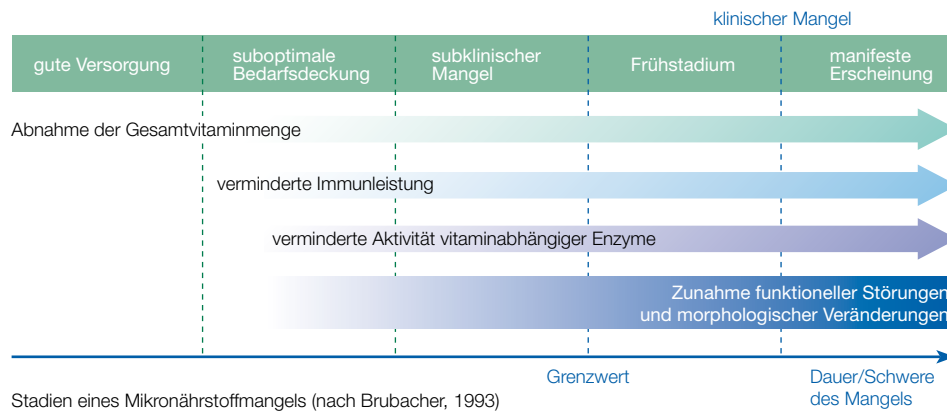 klinischer Mangel
gute Versorgung
suboptimale
Bedarfsdeckung
subklinischer
Mangel
Frühstadium
manifeste
Erscheinung
Abnahme der Gesamtvitaminmenge
verminderte Immunleistung
verminderte Aktivität vitaminabhängiger Enzyme
Zunahme funktioneller Störungen
und morphologischer Veränderungen
Grenzwert
Dauer/Schwere
des Mangels
Stadien eines Mikronährstoffmangels (nach Brubacher, 1993)